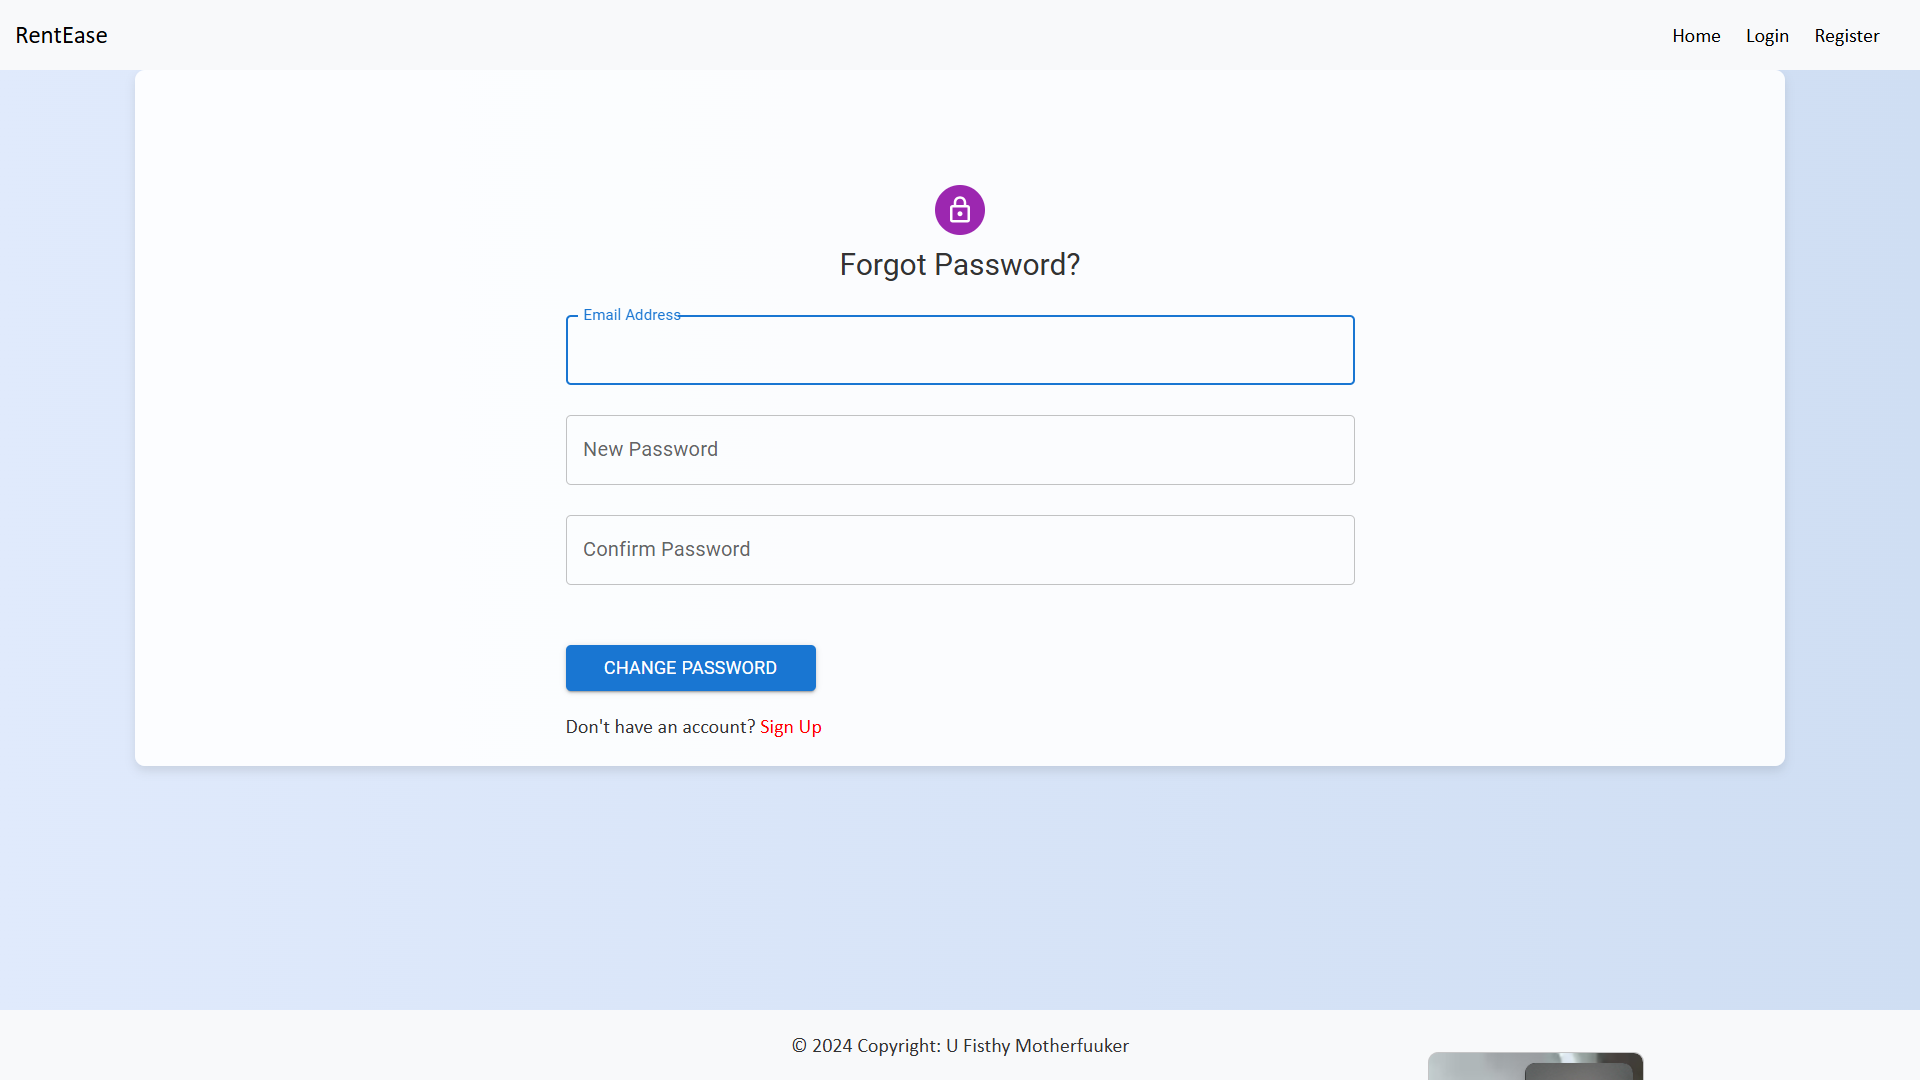 RentEase
Home Login Register
Forgot Password?
Email Address
New Password
Confirm Password
CHANGE PASSWORD
Don't have an account? Sign Up
© 2024 Copyright: U Fisthy Motherfuuker